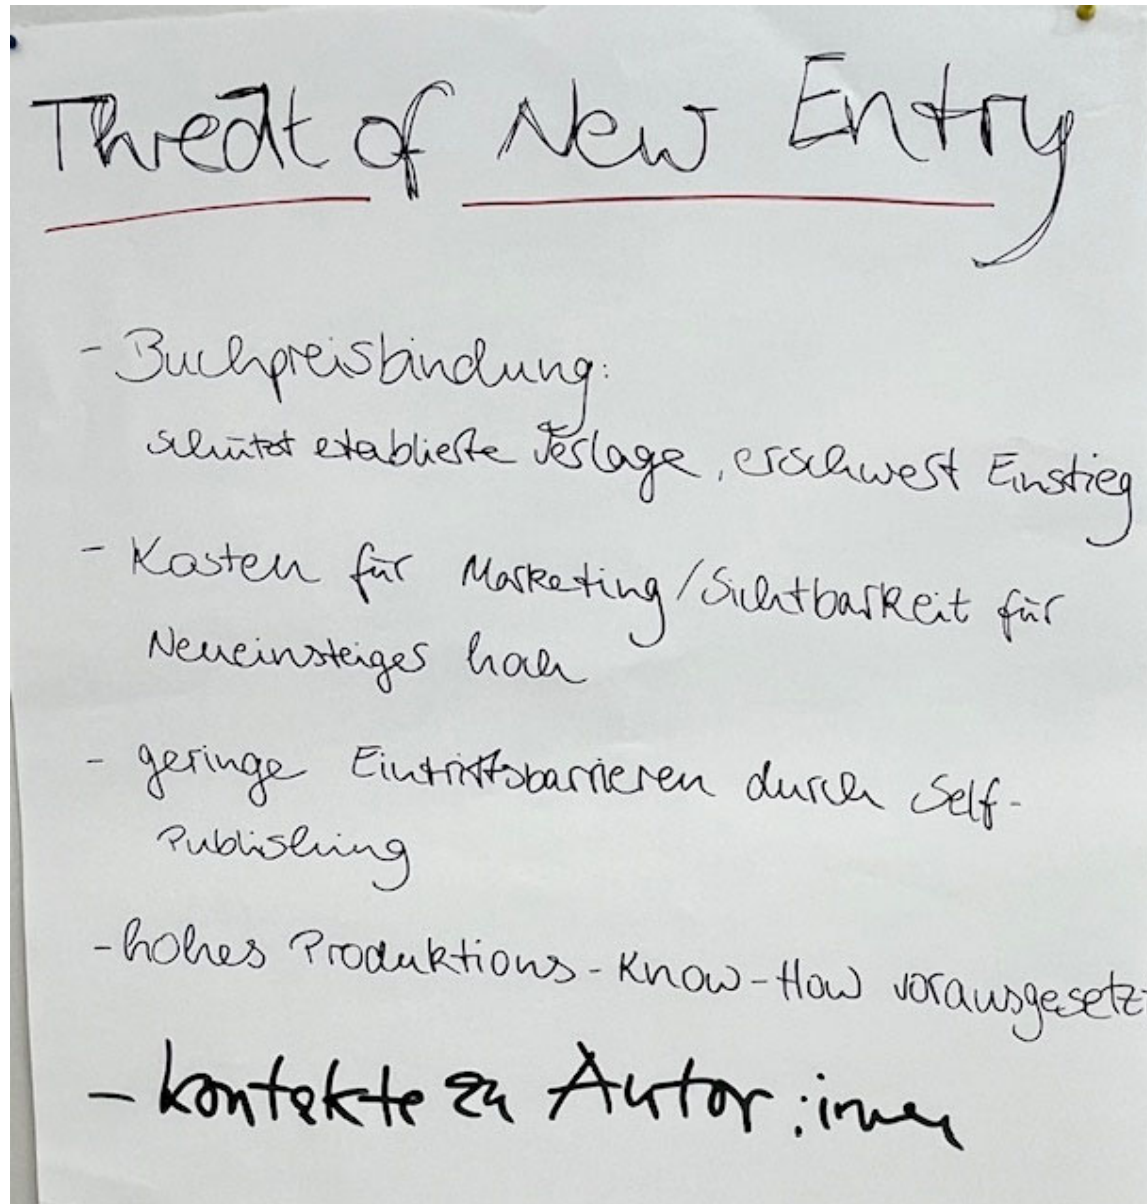 Threat of New Entry
- Buchpreisbindung:
schützt etablierte Verlage, erschwert Einstieg
- Kosten für Marketing/Sichtbarkeit für
Neueinsteiger hoch
- geringe Eintrittsbarrieren durch Self-
Publishing
- hohes Produktions-Know-How vorausgesetzt
- Kontakte zu Autor:innen